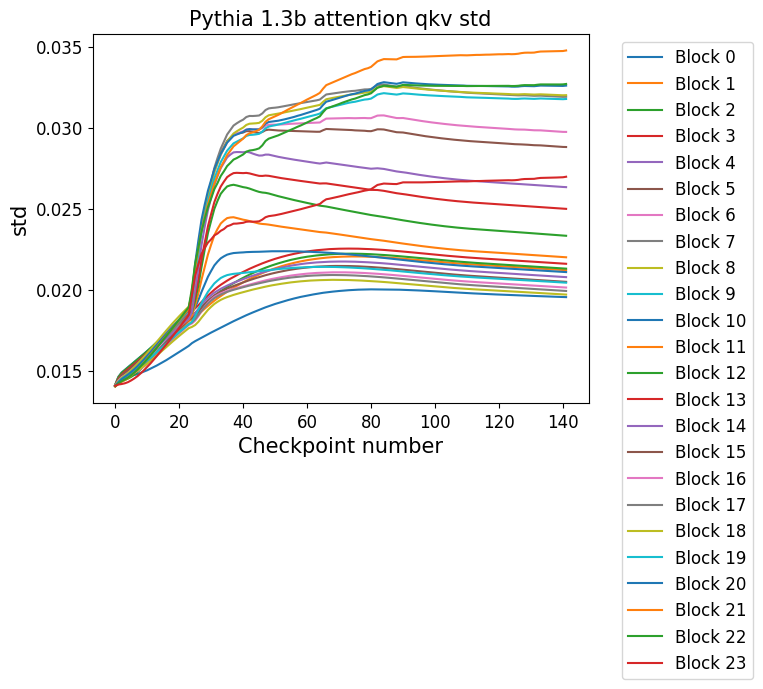 Pythia 1.3b attention qkv std
0.035
0.030
0.025
0.020
0.015
std
0 20 40 60 80 100 120 140
Checkpoint number
Block 0
Block 1
Block 2
Block 3
Block 4
Block 5
Block 6
Block 7
Block 8
Block 9
Block 10
Block 11
Block 12
Block 13
Block 14
Block 15
Block 16
Block 17
Block 18
Block 19
Block 20
Block 21
Block 22
Block 23